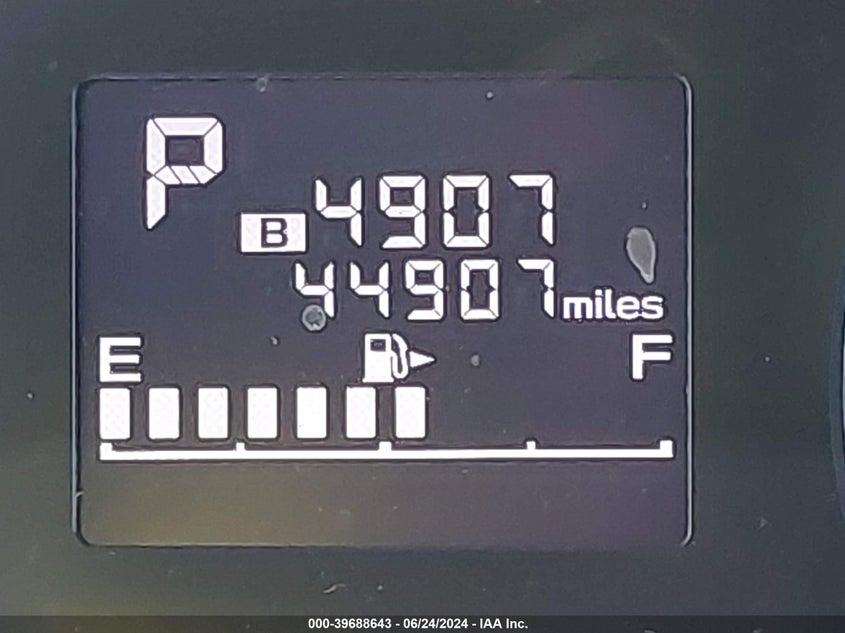 P
B 4907
44907 miles
E F
000-39688643 - 06/24/2024 - IAA Inc.